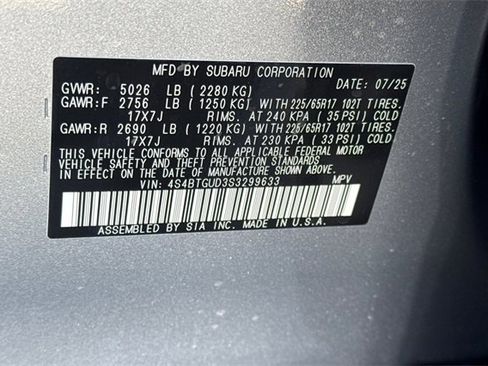 MFD BY SUBARU CORPORATION
GVWR: 5026 LB ( 2280 KG) DATE: 07/25
GAWR:F 2756 LB ( 1250 KG) WITH 225/65R17 102T TIRES.
17X7J RIMS. AT 240 KPA ( 35 PSI) COLD
GAWR:R 2690 LB ( 1220 KG) WITH 225/65R17 102T TIRES.
17X7J RIMS. AT 230 KPA ( 33 PSI) COLD
THIS VEHICLE CONFORMS TO ALL APPLICABLE FEDERAL MOTOR
VEHICLE SAFETY AND THEFT PREVENTION STANDARDS
IN EFFECT ON THE DATE OF MANUFACTURE SHOWN ABOVE.
VIN: 4S4BTGUD3S3299633 MPV
ASSEMBLED BY SIA INC. MADE IN U.S.A.